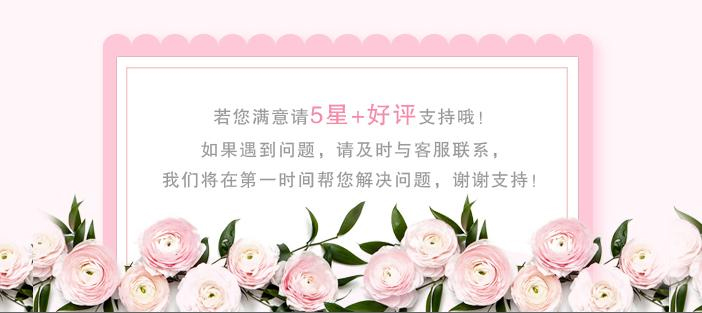 若您满意请5星+好评支持哦!
如果遇到问题，请及时与客服联系，
我们将在第一时间帮您解决问题，谢谢支持!